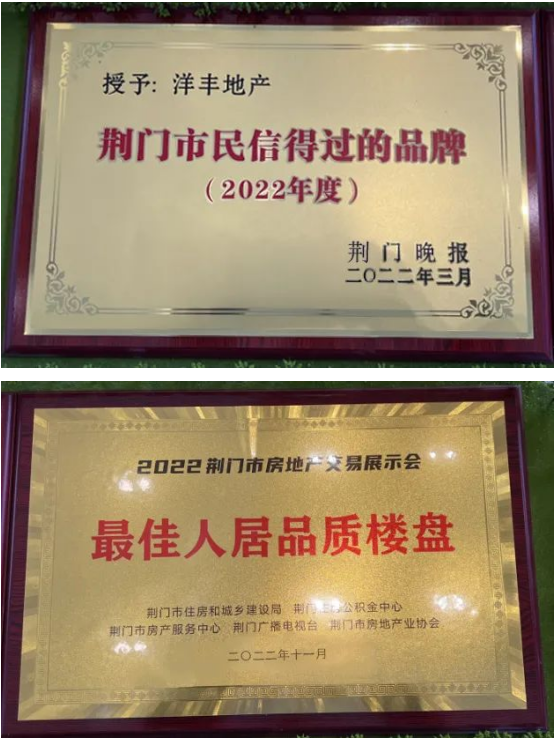 授予: 洋丰地产
荆门市民信得过的品牌
(2022年度)
荆门晚报
二〇二二年三月
2022荆门市房地产交易展示会
最佳人居品质楼盘
荆门市住房和城乡建设局 荆门住房公积金中心
荆门市房产服务中心 荆门广播电视台 荆门市房地产业协会
二〇二二年十一月